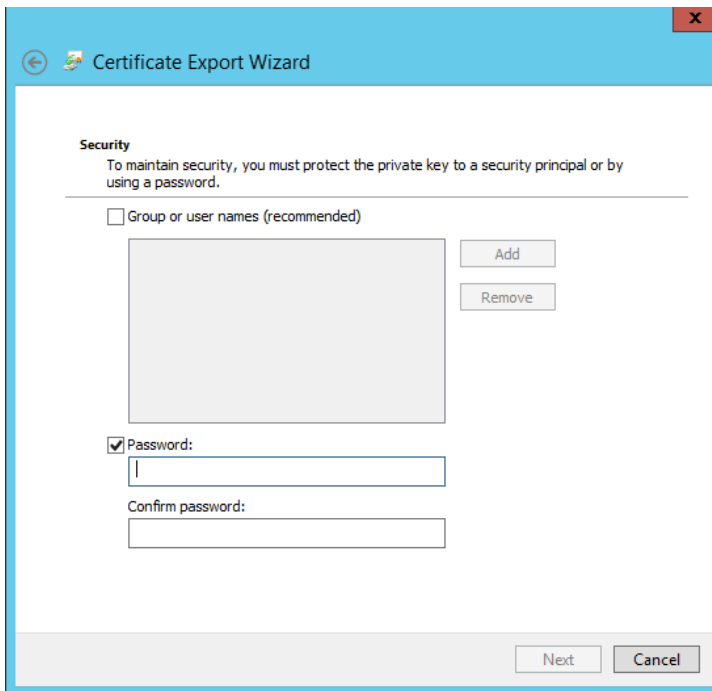 x
Certificate Export Wizard
Security
To maintain security, you must protect the private key to a security principal or by
using a password.
Group or user names (recommended)
Add
Remove
Password:
Confirm password:
Next
Cancel